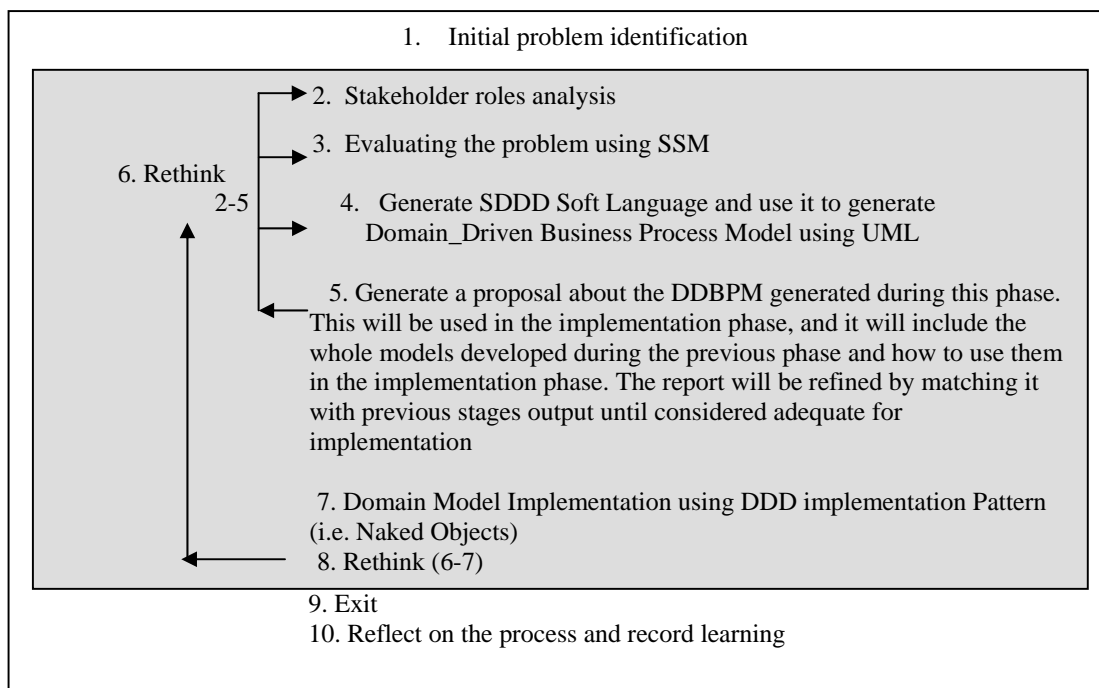 1. Initial problem identification
2. Stakeholder roles analysis
3. Evaluating the problem using SSM
6. Rethink
2-5
4. Generate SDDD Soft Language and use it to generate
Domain_Driven Business Process Model using UML
5. Generate a proposal about the DDBPM generated during this phase.
This will be used in the implementation phase, and it will include the
whole models developed during the previous phase and how to use them
in the implementation phase. The report will be refined by matching it
with previous stages output until considered adequate for
implementation
7. Domain Model Implementation using DDD implementation Pattern
(i.e. Naked Objects)
8. Rethink (6-7)
9. Exit
10. Reflect on the process and record learning